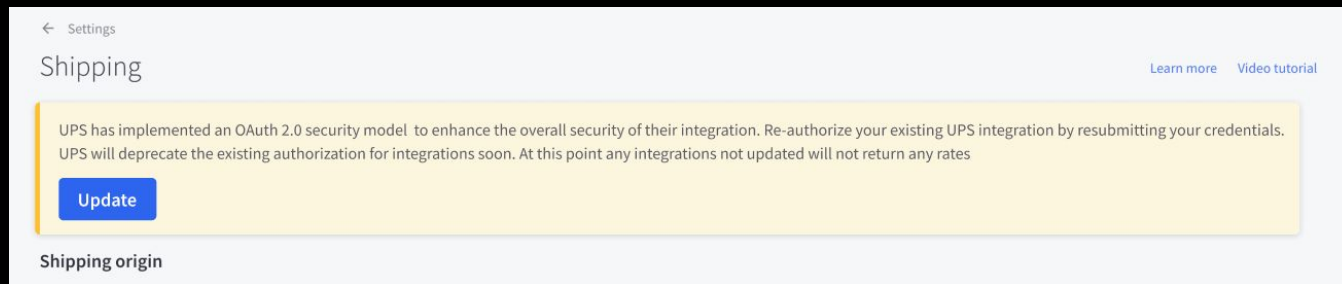 ← Settings
Shipping
Learn more Video tutorial
UPS has implemented an OAuth 2.0 security model to enhance the overall security of their integration. Re-authorize your existing UPS integration by resubmitting your credentials.
UPS will deprecate the existing authorization for integrations soon. At this point any integrations not updated will not return any rates
Update
Shipping origin